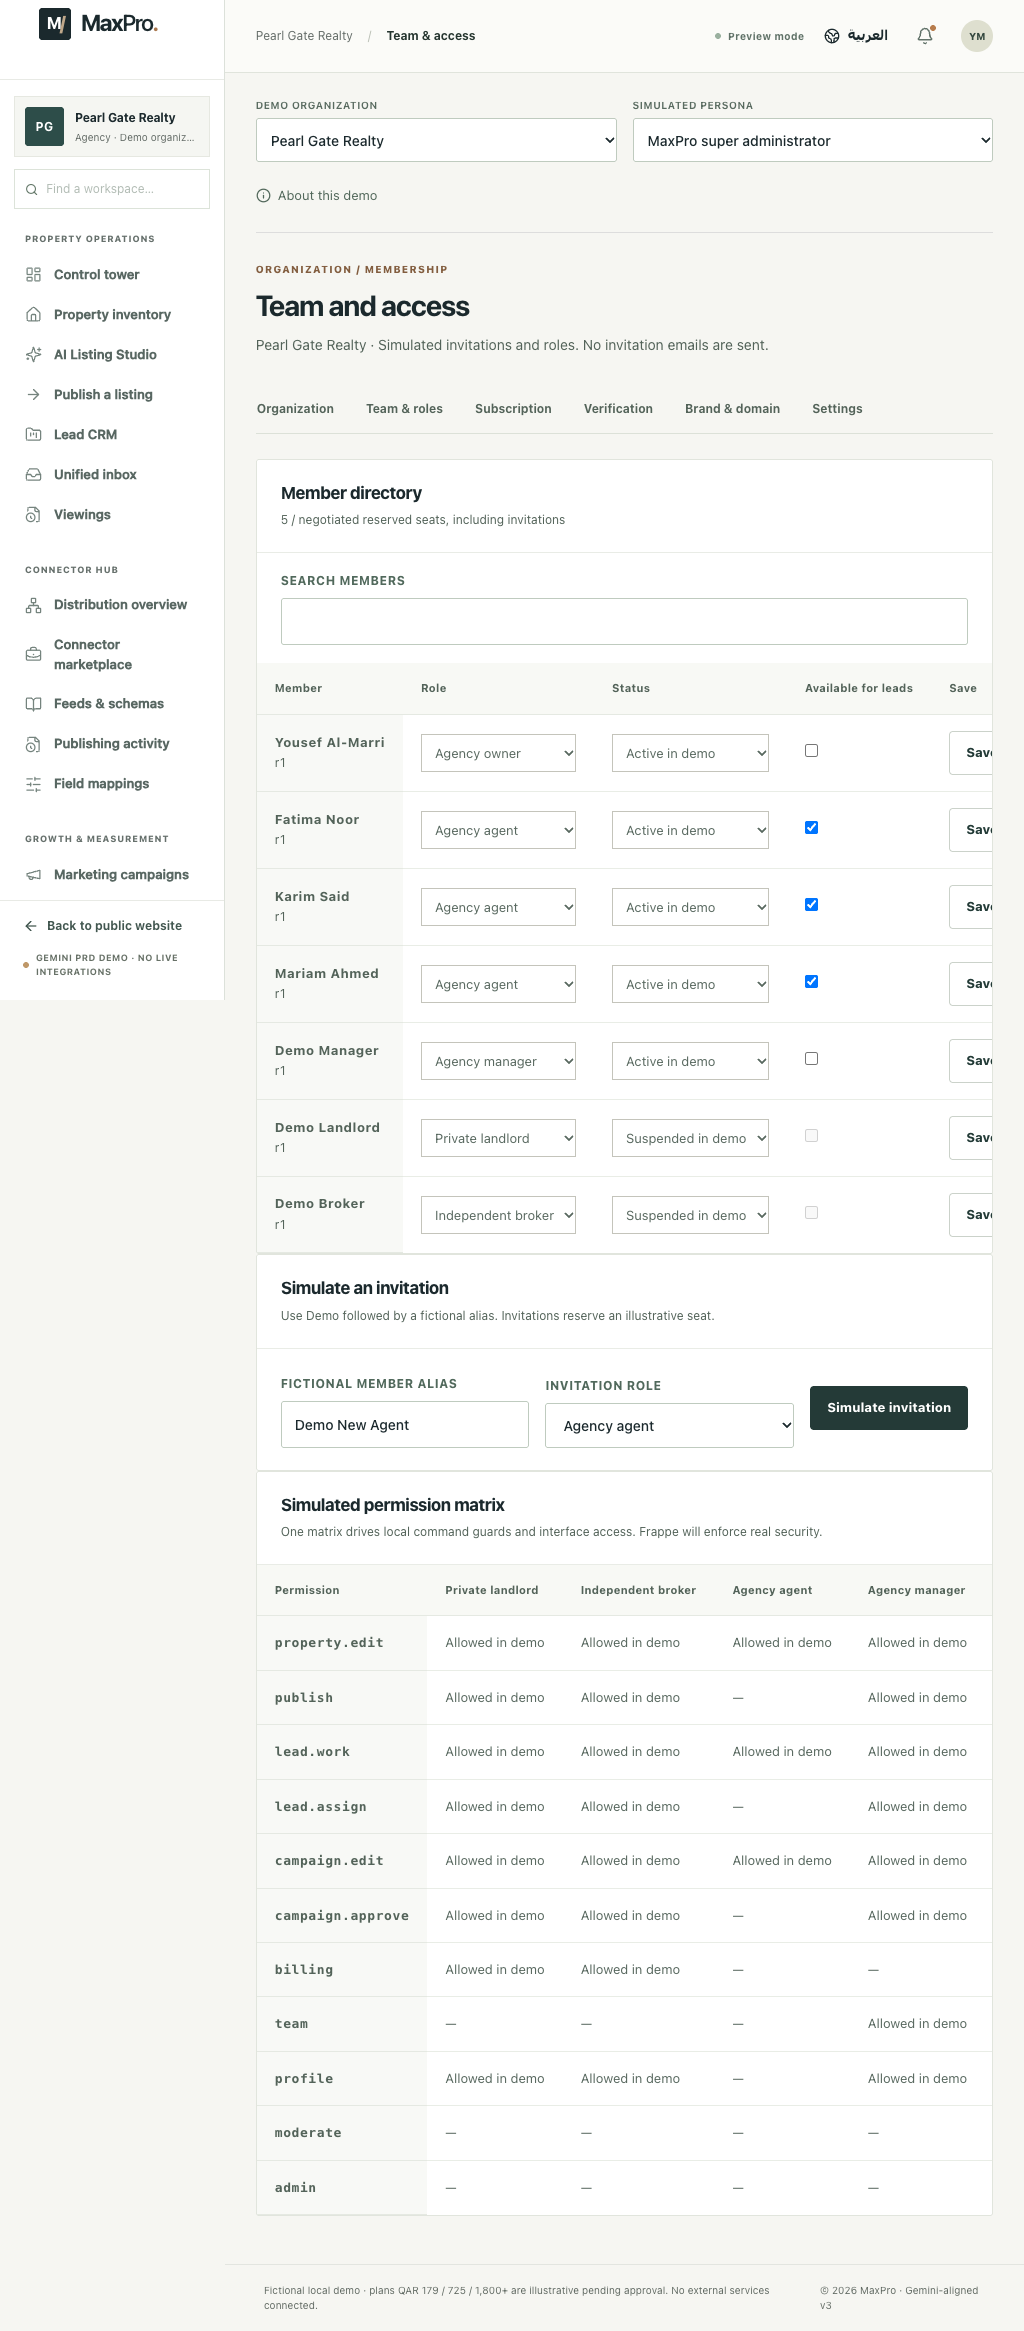 M/ MaxPro.
Pearl Gate Realty / Team & access
Preview mode العربية YM
PG Pearl Gate Realty
Agency · Demo organiz...
Find a workspace...
PROPERTY OPERATIONS
Control tower
Property inventory
AI Listing Studio
Publish a listing
Lead CRM
Unified inbox
Viewings
CONNECTOR HUB
Distribution overview
Connector
marketplace
Feeds & schemas
Publishing activity
Field mappings
GROWTH & MEASUREMENT
Marketing campaigns
Back to public website
GEMINI PRD DEMO · NO LIVE
INTEGRATIONS
DEMO ORGANIZATION SIMULATED PERSONA
Pearl Gate Realty MaxPro super administrator
About this demo
ORGANIZATION / MEMBERSHIP
Team and access
Pearl Gate Realty · Simulated invitations and roles. No invitation emails are sent.
Organization Team & roles Subscription Verification Brand & domain Settings
Member directory
5 / negotiated reserved seats, including invitations
SEARCH MEMBERS
Member Role Status Available for leads Save
Yousef Al-Marri Agency owner Active in demo Save
r1
Fatima Noor Agency agent Active in demo Save
r1
Karim Said Agency agent Active in demo Save
r1
Mariam Ahmed Agency agent Active in demo Save
r1
Demo Manager Agency manager Active in demo Save
r1
Demo Landlord Private landlord Suspended in demo Save
r1
Demo Broker Independent broker Suspended in demo Save
r1
Simulate an invitation
Use Demo followed by a fictional alias. Invitations reserve an illustrative seat.
FICTIONAL MEMBER ALIAS INVITATION ROLE
Demo New Agent Agency agent Simulate invitation
Simulated permission matrix
One matrix drives local command guards and interface access. Frappe will enforce real security.
Permission Private landlord Independent broker Agency agent Agency manager
property.edit Allowed in demo Allowed in demo Allowed in demo Allowed in demo
publish Allowed in demo Allowed in demo — Allowed in demo
lead.work Allowed in demo Allowed in demo Allowed in demo Allowed in demo
lead.assign Allowed in demo Allowed in demo — Allowed in demo
campaign.edit Allowed in demo Allowed in demo Allowed in demo Allowed in demo
campaign.approve Allowed in demo Allowed in demo — Allowed in demo
billing Allowed in demo Allowed in demo — —
team — — — Allowed in demo
profile Allowed in demo Allowed in demo — Allowed in demo
moderate — — — —
admin — — — —
Fictional local demo · plans QAR 179 / 725 / 1,800+ are illustrative pending approval. No external services
connected.
© 2026 MaxPro · Gemini-aligned
v3